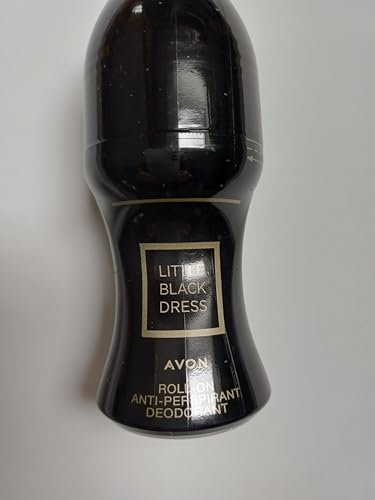 LITTLE
BLACK
DRESS
AVON
ROLL-ON
ANTI-PERSPIRANT
DEODORANT